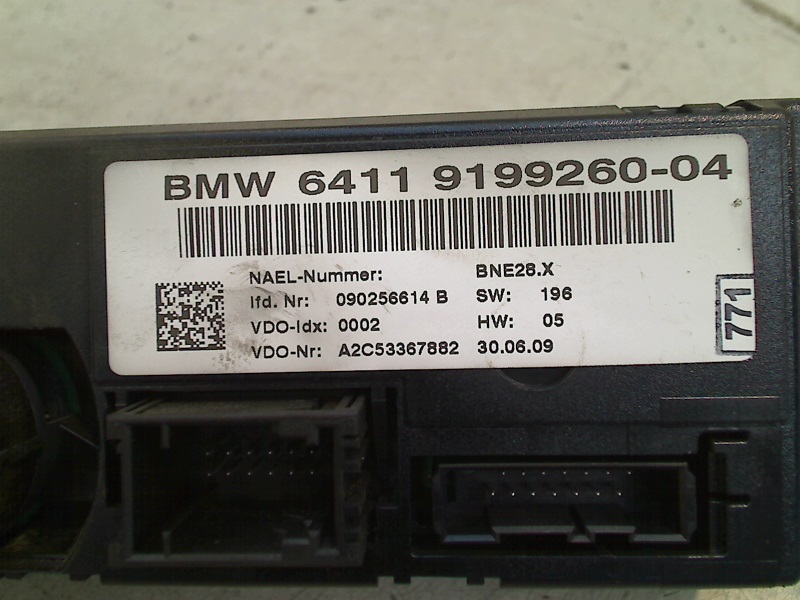 BMW 6411 9199260-04
NAEL-Nummer: BNE28.X
lfd. Nr: 090256614 B SW: 196
VDO-Idx: 0002 HW: 05
VDO-Nr: A2C53367882 30.06.09
771